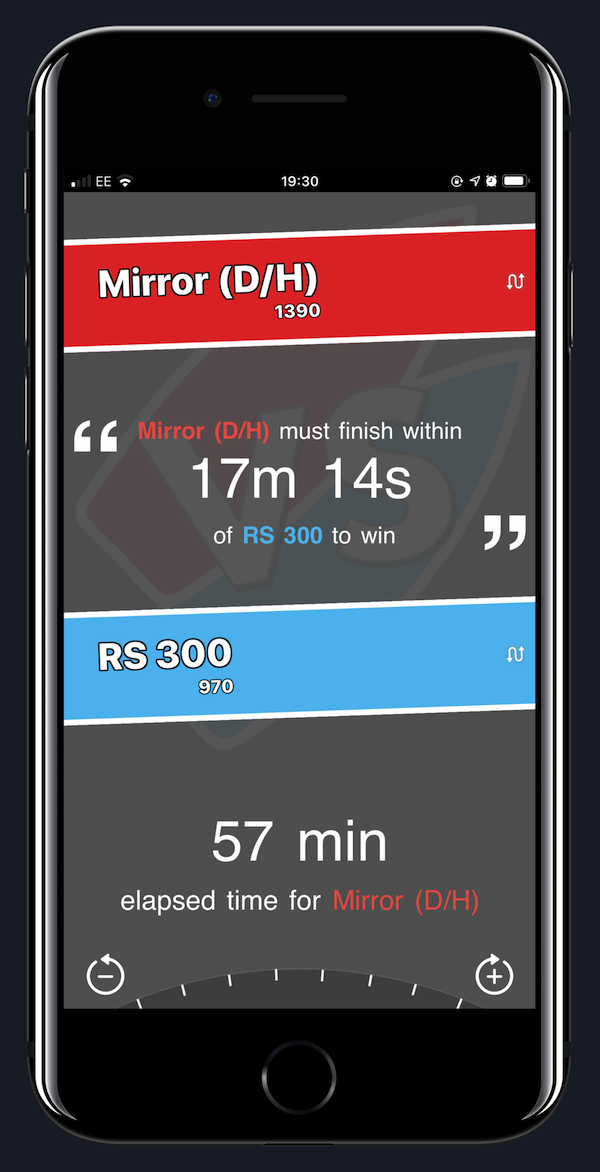 EE 19:30
Mirror (D/H)
1390
VS
“ Mirror (D/H) must finish within
17m 14s
of RS 300 to win ”
RS 300
970
57 min
elapsed time for Mirror (D/H)